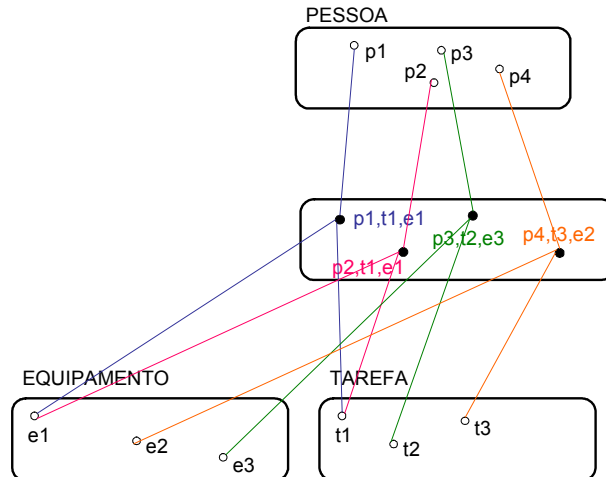 PESSOA
p1
p3
p2
p4
p1,t1,e1
p3,t2,e3
p4,t3,e2
p2,t1,e1
EQUIPAMENTO
TAREFA
e1
e2
e3
t1
t2
t3